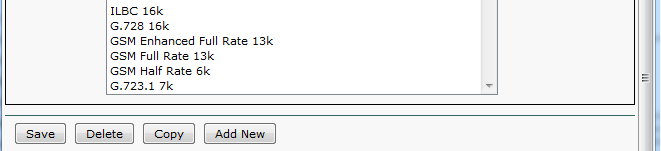 ILBC 16k
G.728 16k
GSM Enhanced Full Rate 13k
GSM Full Rate 13k
GSM Half Rate 6k
G.723.1 7k
Save Delete Copy Add New